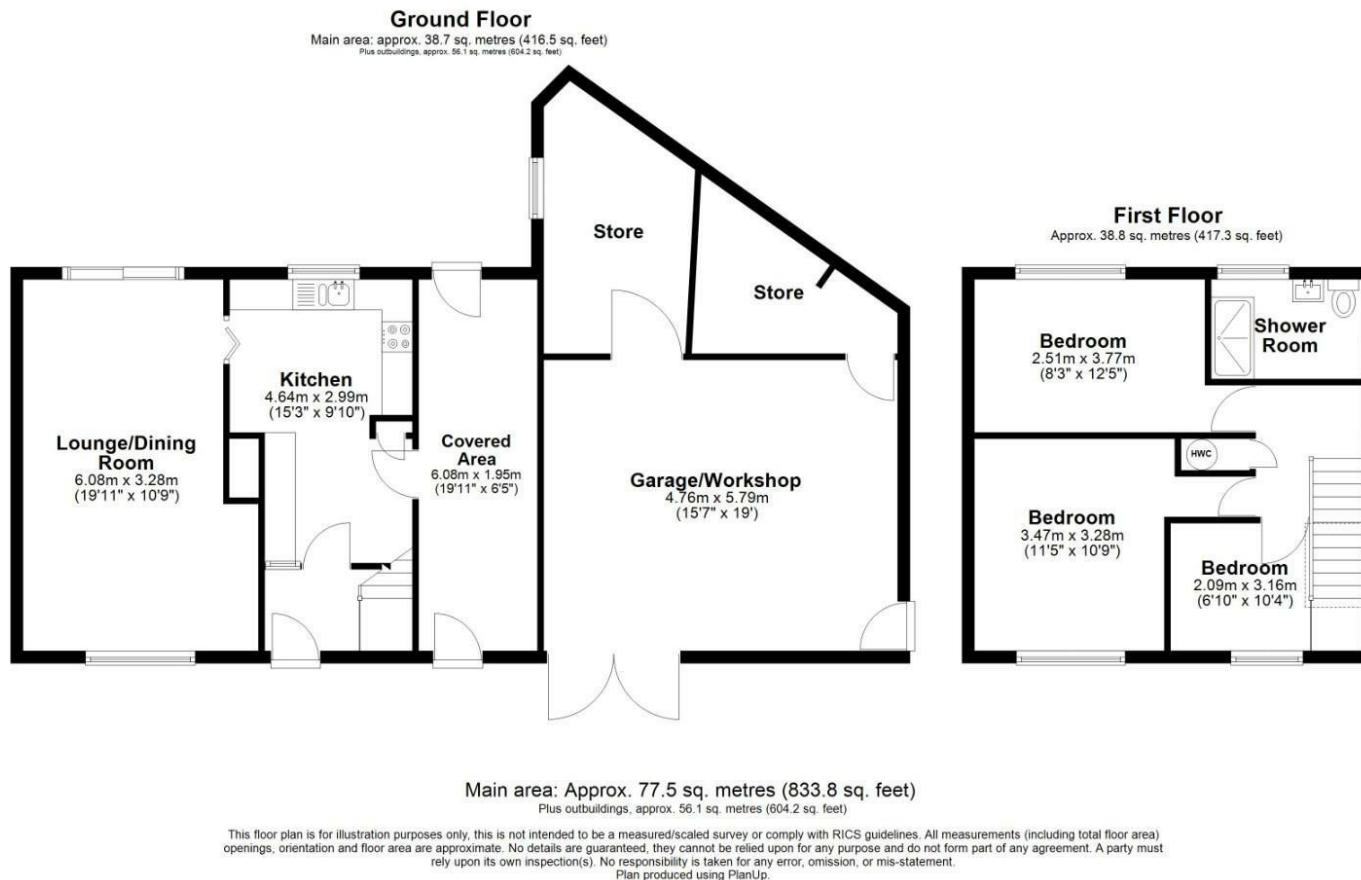 Ground Floor
Main area: approx. 38.7 sq. metres (416.5 sq. feet)
Plus outbuildings, approx. 56.1 sq. metres (604.2 sq. feet)
Store
Store
Kitchen
4.64m x 2.99m
(15'3" x 9'10")
Lounge/Dining
Room
6.08m x 3.28m
(19'11" x 10'9")
Covered
Area
6.08m x 1.95m
(19'11" x 6'5")
Garage/Workshop
4.76m x 5.79m
(15'7" x 19')
First Floor
Approx. 38.8 sq. metres (417.3 sq. feet)
Bedroom
2.51m x 3.77m
(8'3" x 12'5")
Shower
Room
HWC
Bedroom
3.47m x 3.28m
(11'5" x 10'9")
Bedroom
2.09m x 3.16m
(6'10" x 10'4")
Main area: Approx. 77.5 sq. metres (833.8 sq. feet)
Plus outbuildings, approx. 56.1 sq. metres (604.2 sq. feet)
This floor plan is for illustration purposes only, this is not intended to be a measured/scaled survey or comply with RICS guidelines. All measurements (including total floor area)
openings, orientation and floor area are approximate. No details are guaranteed, they cannot be relied upon for any purpose and do not form part of any agreement. A party must
rely upon its own inspection(s). No responsibility is taken for any error, omission, or mis-statement.
Plan produced using PlanUp.